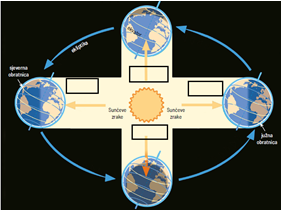 ekliptika
sjeverna
obratnica
Sunčeve
zrake
Sunčeve
zrake
južna
obratnica